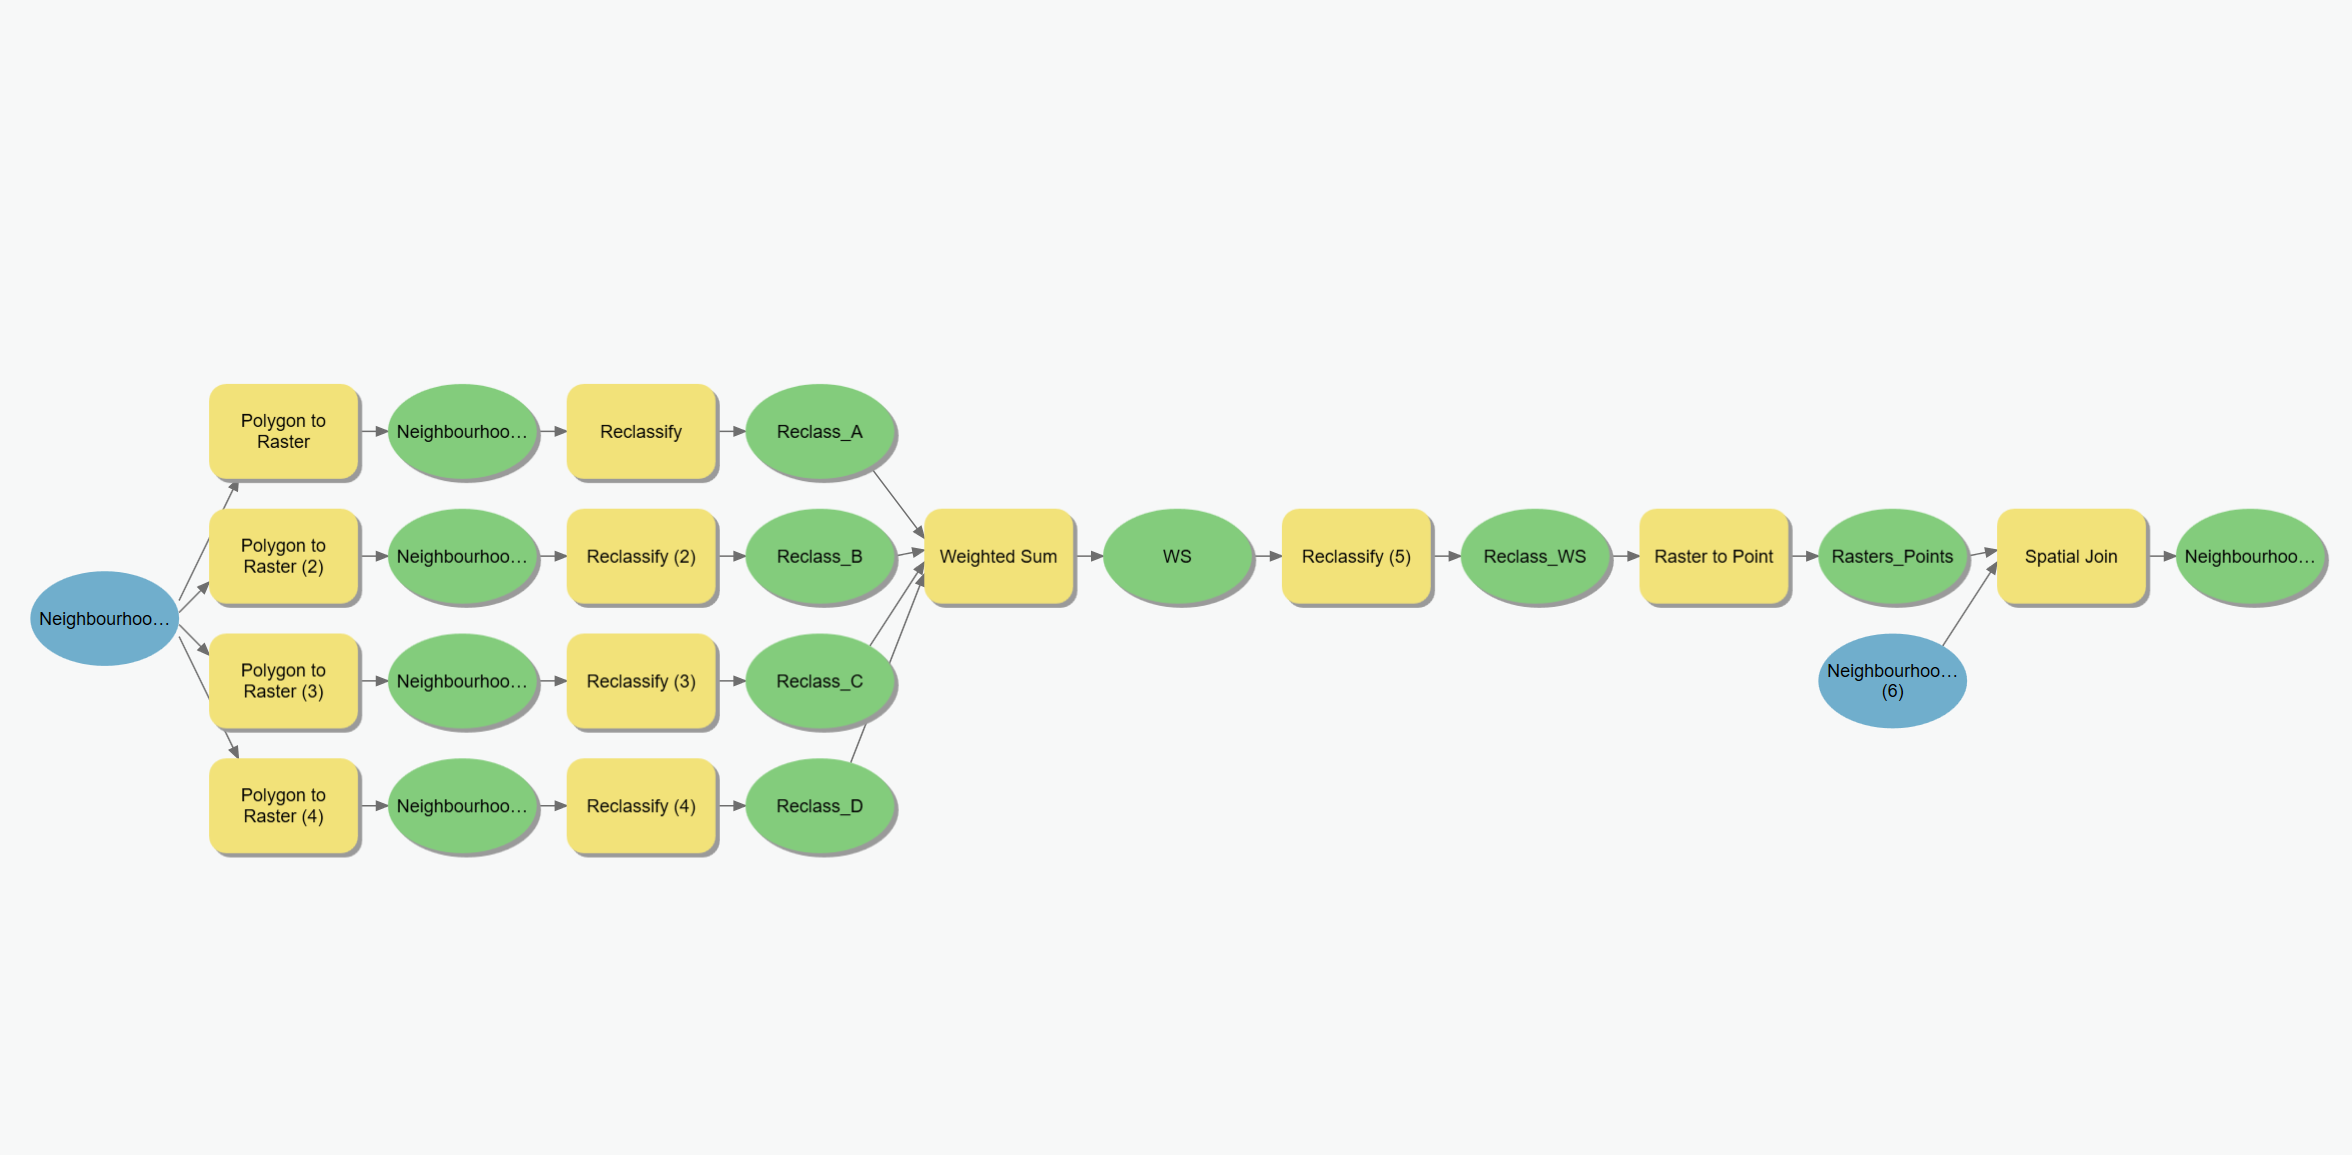 Neighbourhoo…
Polygon to
Raster
Neighbourhoo…
Reclassify
Reclass_A
Polygon to
Raster (2)
Neighbourhoo…
Reclassify (2)
Reclass_B
Polygon to
Raster (3)
Neighbourhoo…
Reclassify (3)
Reclass_C
Polygon to
Raster (4)
Neighbourhoo…
Reclassify (4)
Reclass_D
Weighted Sum
WS
Reclassify (5)
Reclass_WS
Raster to Point
Rasters_Points
Neighbourhoo…
(6)
Spatial Join
Neighbourhoo…